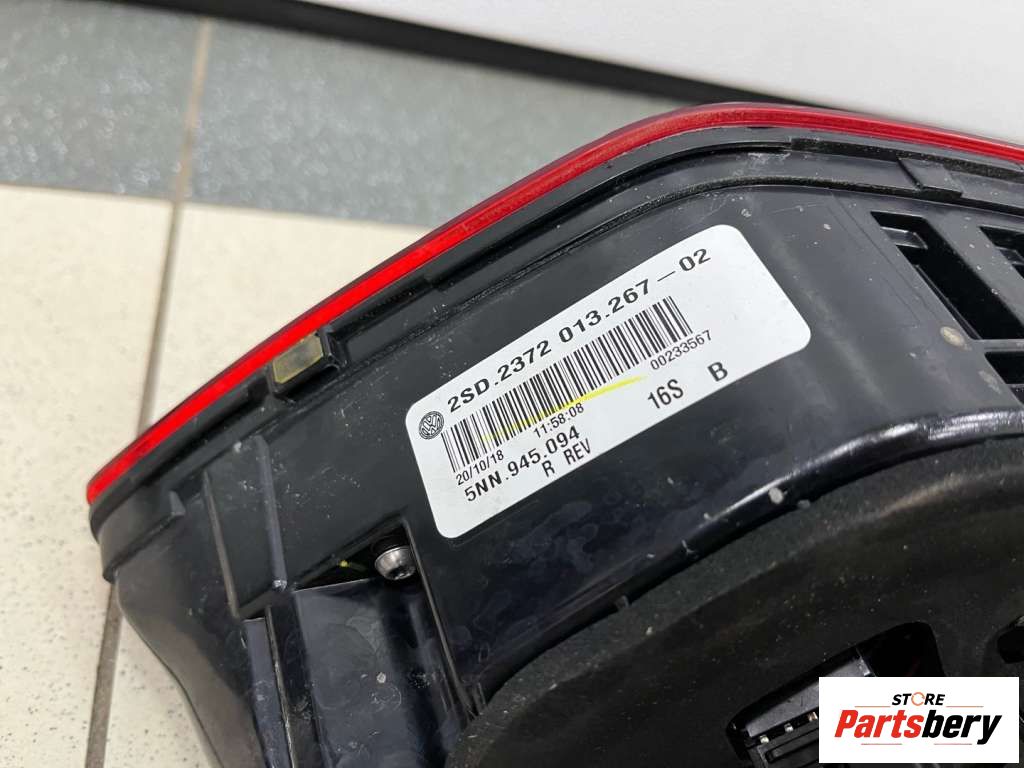 2SD.2372 013.267-02
00233567
11:58:08
20/10/18
16S B
5NN.945.094
R REV
STORE
Partsbery